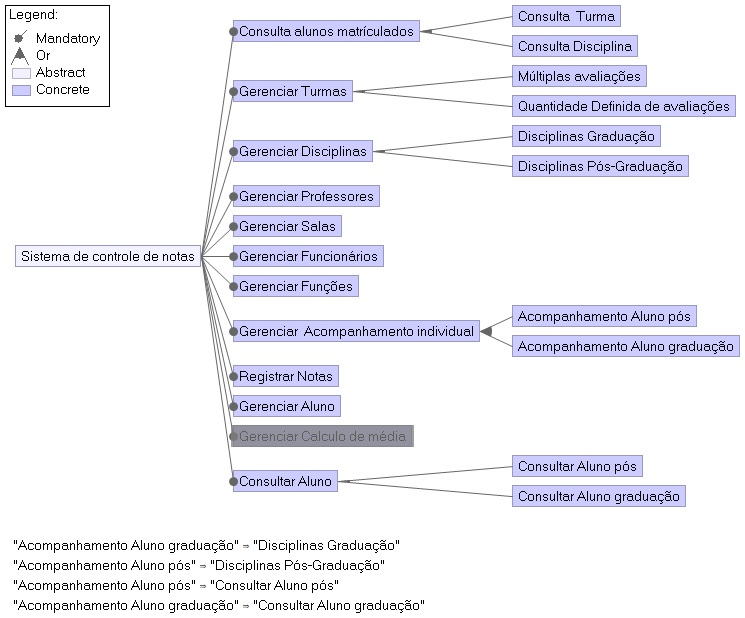 Legend:
Mandatory
Or
Abstract
Concrete
Sistema de controle de notas
Consulta alunos matrículados
Consulta  Turma
Consulta Disciplina
Gerenciar Turmas
Múltiplas avaliações
Quantidade Definida de avaliações
Gerenciar Disciplinas
Disciplinas Graduação
Disciplinas Pós-Graduação
Gerenciar Professores
Gerenciar Salas
Gerenciar Funcionários
Gerenciar Funções
Gerenciar  Acompanhamento individual
Acompanhamento Aluno pós
Acompanhamento Aluno graduação
Registrar Notas
Gerenciar Aluno
Gerenciar Calculo de média
Consultar Aluno
Consultar Aluno pós
Consultar Aluno graduação
"Acompanhamento Aluno graduação" ⇒ "Disciplinas Graduação"
"Acompanhamento Aluno pós" ⇒ "Disciplinas Pós-Graduação"
"Acompanhamento Aluno pós" ⇒ "Consultar Aluno pós"
"Acompanhamento Aluno graduação" ⇒ "Consultar Aluno graduação"